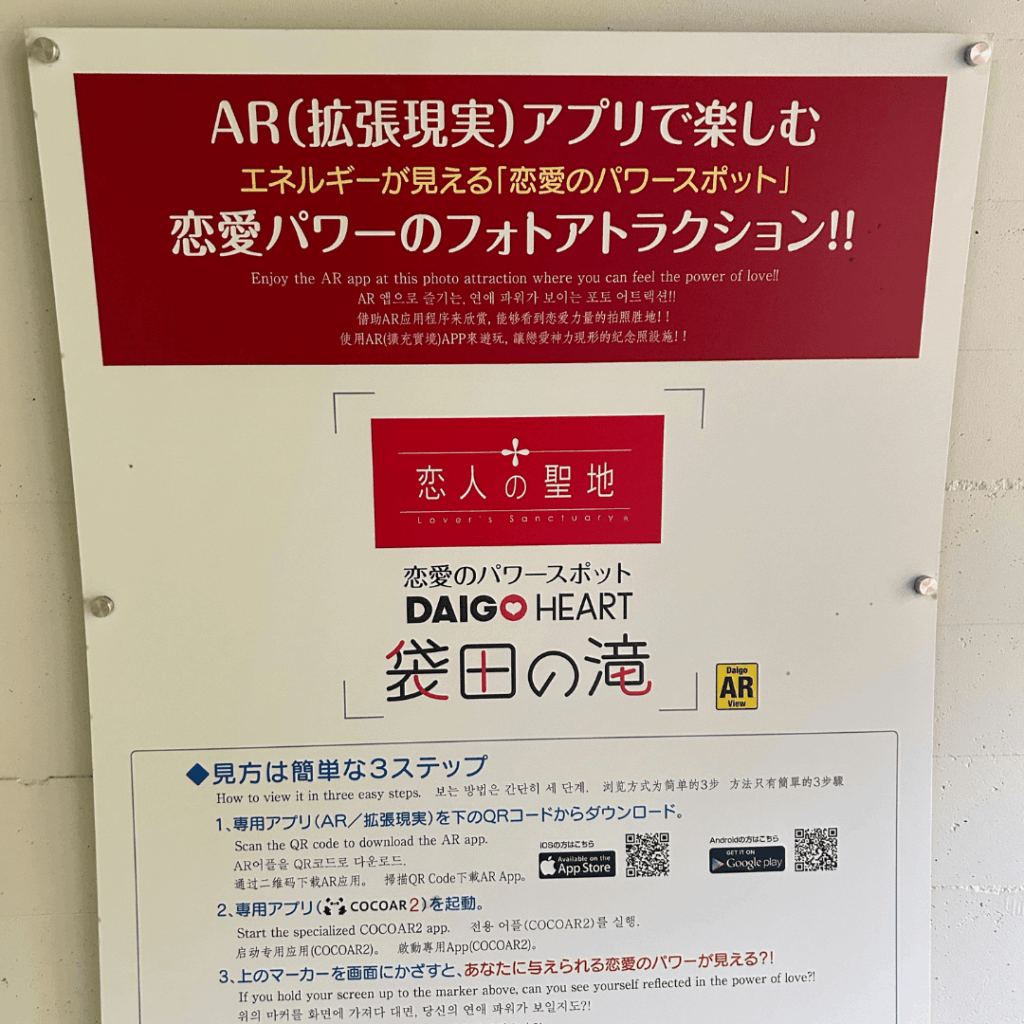 AR(拡張現実)アプリで楽しむ
エネルギーが見える「恋愛のパワースポット」
恋愛パワーのフォトアトラクション!!
Enjoy the AR app at this photo attraction where you can feel the power of love!!
AR 앱으로 즐기는, 연애 파워가 보이는 포토 어트랙션!!
借助AR应用程序来欣赏, 能够看到恋爱力量的拍照胜地!!
使用AR(擴充實境)APP來遊玩, 讓戀愛神力現形的紀念照設施!!
恋人の聖地
Lover's Sanctuary®
恋愛のパワースポット
DAIGO HEART
袋田の滝
Daigo
AR
View
◆見方は簡単な3ステップ
How to view it in three easy steps. 보는 방법은 간단히 세 단계. 浏览方式为简单的3步 方法只有簡單的3步驟
1、専用アプリ(AR/拡張現実)を下のQRコードからダウンロード。
Scan the QR code to download the AR app.
AR어플을 QR코드로 다운로드.
通过二维码下载AR应用。 掃描QR Code下載AR App。
iOSの方はこちら
Available on the
App Store
Androidの方はこちら
GET IT ON
Google play
2、専用アプリ(COCOAR2)を起動。
Start the specialized COCOAR2 app. 전용 어플(COCOAR2)를 실행.
启动专用应用(COCOAR2)。 啟動專用App(COCOAR2)。
3、上のマーカーを画面にかざすと、あなたに与えられる恋愛のパワーが見える?!
If you hold your screen up to the marker above, can you see yourself reflected in the power of love?!
위의 마커를 화면에 가져다 대면, 당신의 연애 파워가 보일지도?!